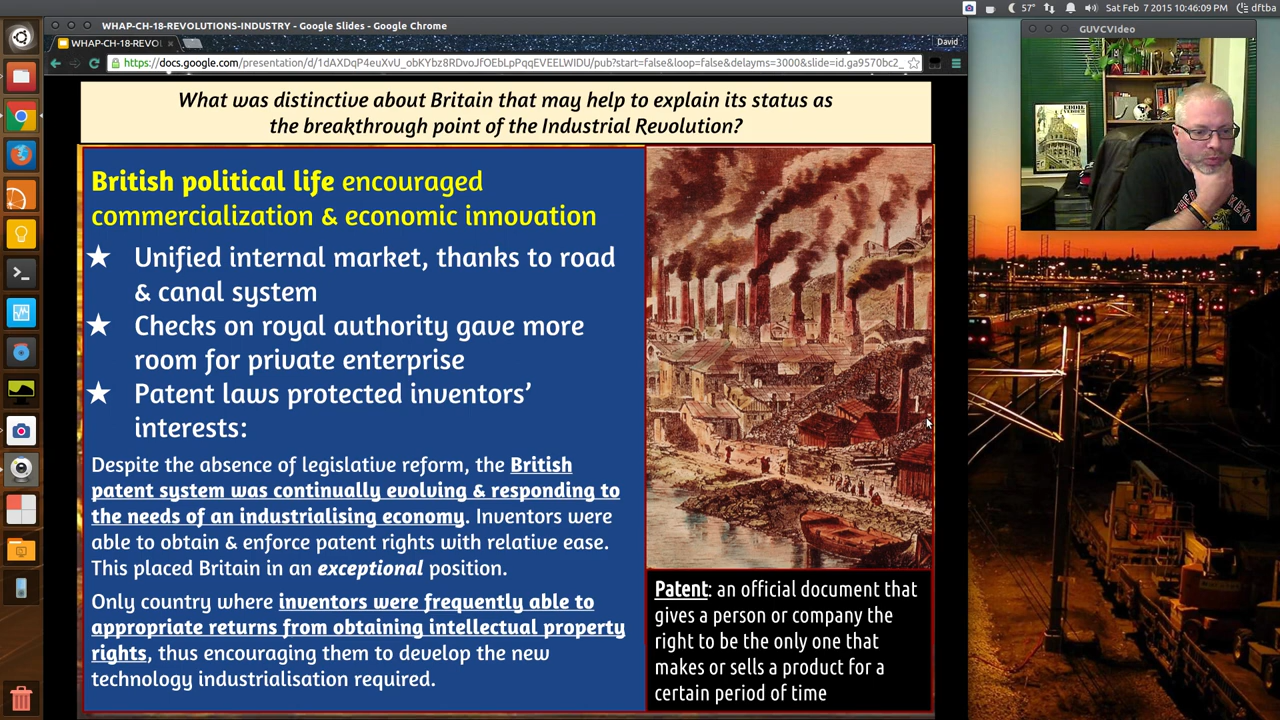 WHAP-CH-18-REVOLUTIONS-INDUSTRY - Google Slides - Google Chrome
57° Sat Feb 7 2015 10:46:09 PM dftba
WHAP-CH-18-REVOL
David
GUVCVideo
What was distinctive about Britain that may help to explain its status as
the breakthrough point of the Industrial Revolution?
British political life encouraged
commercialization & economic innovation
★ Unified internal market, thanks to road
& canal system
★ Checks on royal authority gave more
room for private enterprise
★ Patent laws protected inventors’
interests:
Despite the absence of legislative reform, the British
patent system was continually evolving & responding to
the needs of an industrialising economy. Inventors were
able to obtain & enforce patent rights with relative ease.
This placed Britain in an exceptional position.
Only country where inventors were frequently able to
appropriate returns from obtaining intellectual property
rights, thus encouraging them to develop the new
technology industrialisation required.
Patent: an official document that
gives a person or company the
right to be the only one that
makes or sells a product for a
certain period of time